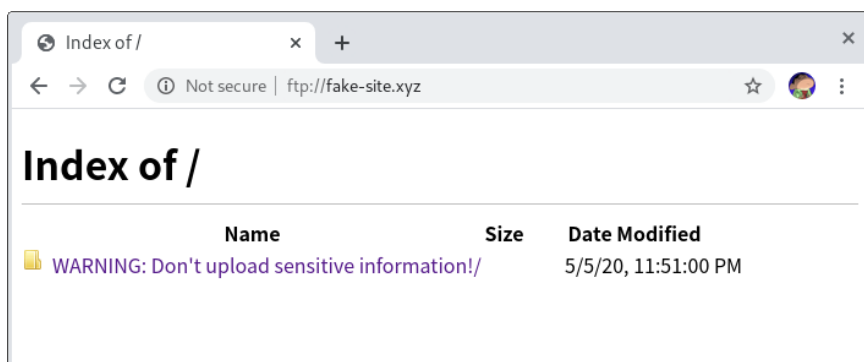 Index of /
Not secure | ftp://fake-site.xyz
Index of /
Name Size Date Modified
WARNING: Don't upload sensitive information!/ 5/5/20, 11:51:00 PM